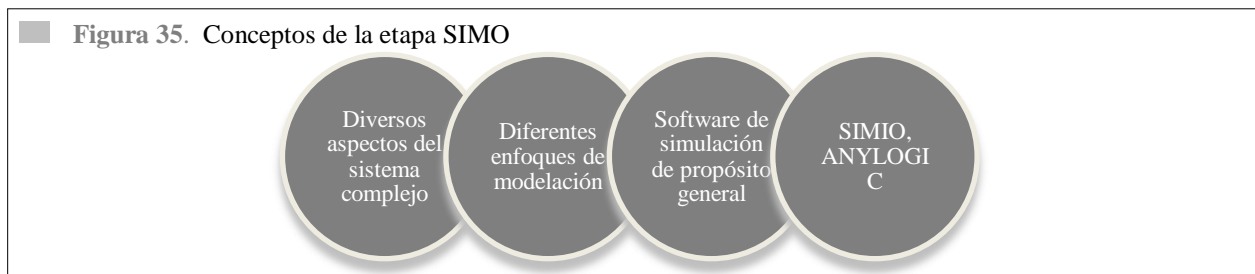 Figura 35. Conceptos de la etapa SIMO
Diversos
aspectos del
sistema
complejo
Diferentes
enfoques de
modelación
Software de
simulación
de propósito
general
SIMIO,
ANYLOGI
C